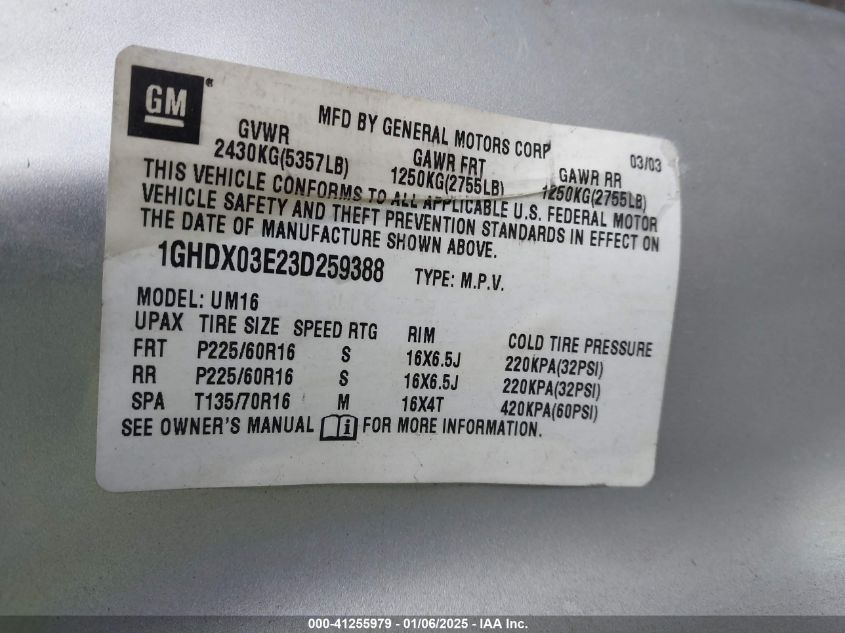 GM
MFD BY GENERAL MOTORS CORP 03/03
GVWR GAWR FRT GAWR RR
2430KG(5357LB) 1250KG(2755LB) 1250KG(2755LB)
THIS VEHICLE CONFORMS TO ALL APPLICABLE U.S. FEDERAL MOTOR
VEHICLE SAFETY AND THEFT PREVENTION STANDARDS IN EFFECT ON
THE DATE OF MANUFACTURE SHOWN ABOVE.
1GHDX03E23D259388 TYPE: M.P.V.
MODEL: UM16
UPAX TIRE SIZE SPEED RTG RIM COLD TIRE PRESSURE
FRT P225/60R16 S 16X6.5J 220KPA(32PSI)
RR P225/60R16 S 16X6.5J 220KPA(32PSI)
SPA T135/70R16 M 16X4T 420KPA(60PSI)
SEE OWNER'S MANUAL i FOR MORE INFORMATION.
000-41255979 - 01/06/2025 - IAA Inc.